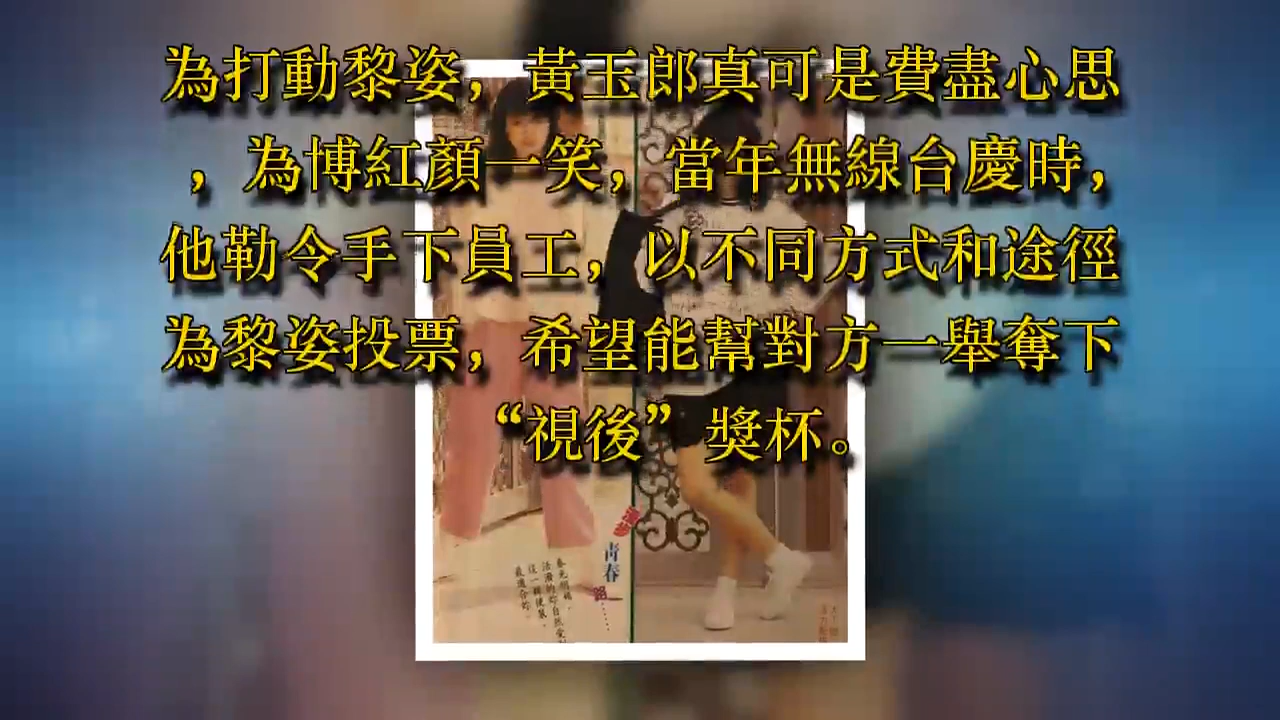 為打動黎姿，黃玉郎真可是費盡心思
，為博紅顏一笑，當年無線台慶時，
他勒令手下員工，以不同方式和途徑
為黎姿投票，希望能幫對方一舉奪下
“視後”獎杯。
青春